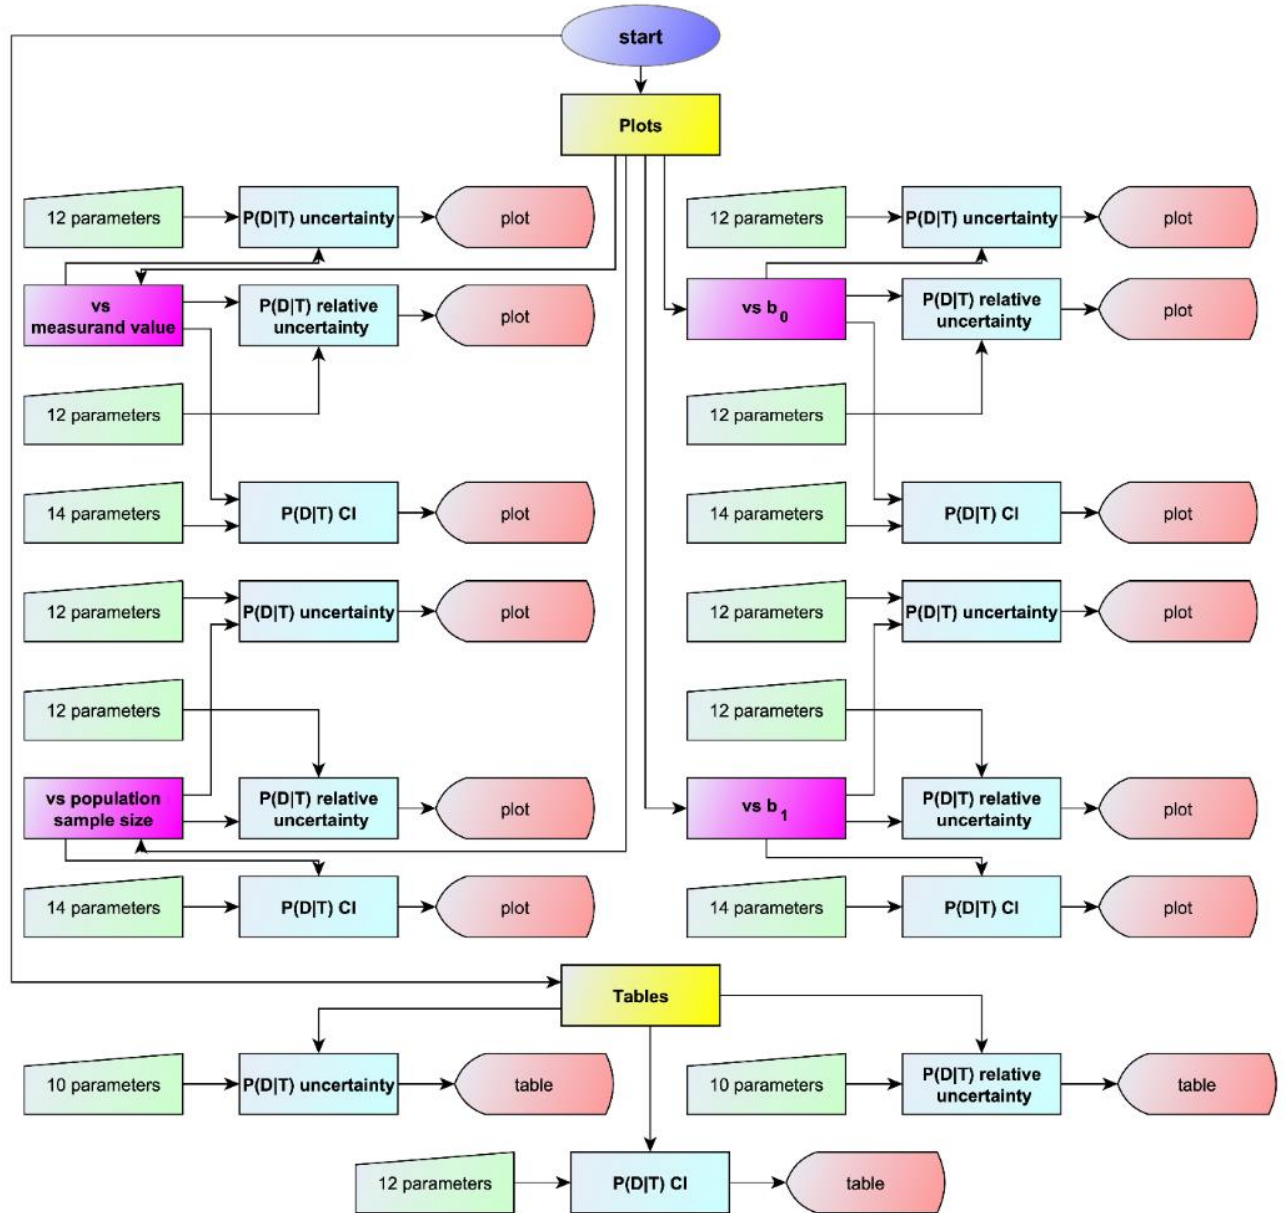 start
Plots
12 parameters
P(D|T) uncertainty
plot
12 parameters
P(D|T) uncertainty
plot
vs
measurand value
P(D|T) relative
uncertainty
plot
vs b0
P(D|T) relative
uncertainty
plot
12 parameters
12 parameters
14 parameters
P(D|T) CI
plot
14 parameters
P(D|T) CI
plot
12 parameters
P(D|T) uncertainty
plot
12 parameters
P(D|T) uncertainty
plot
12 parameters
12 parameters
vs population
sample size
P(D|T) relative
uncertainty
plot
vs b1
P(D|T) relative
uncertainty
plot
14 parameters
P(D|T) CI
plot
14 parameters
P(D|T) CI
plot
Tables
10 parameters
P(D|T) uncertainty
table
10 parameters
P(D|T) relative
uncertainty
table
12 parameters
P(D|T) CI
table